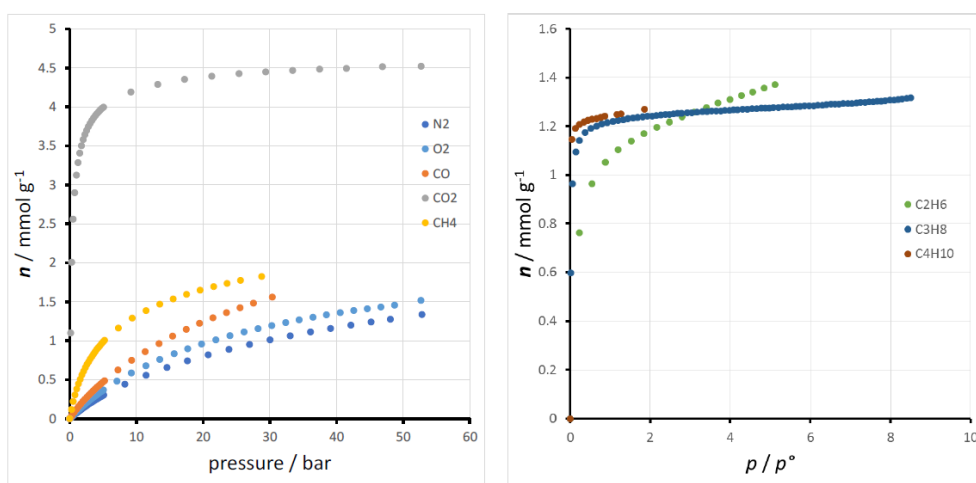 5
4.5
4
3.5
3
2.5
2
1.5
1
0.5
0
n / mmol g-1
0 10 20 30 40 50 60
pressure / bar
N2
O2
CO
CO2
CH4
1.6
1.4
1.2
1
0.8
0.6
0.4
0.2
0
n / mmol g-1
0 2 4 6 8 10
p / p°
C2H6
C3H8
C4H10